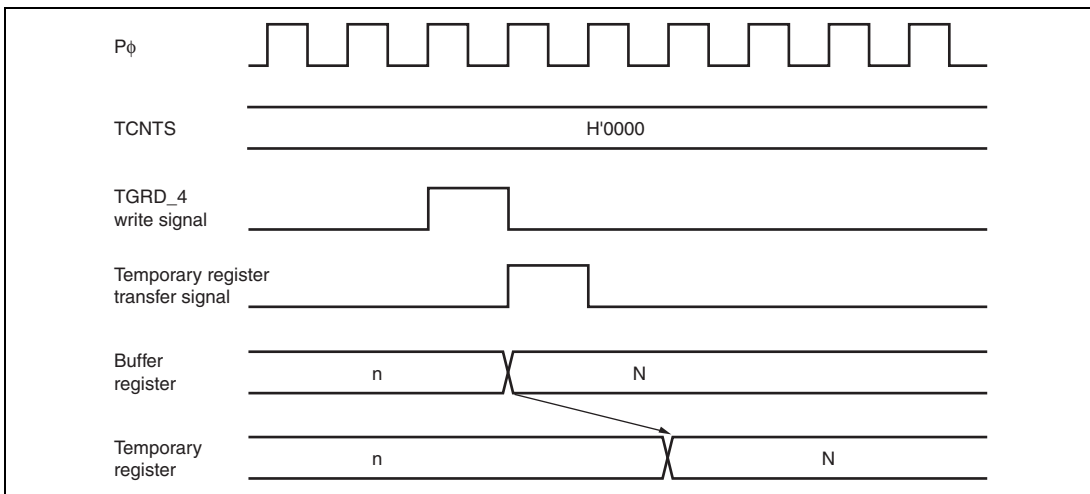 Pϕ
TCNTS
H'0000
TGRD_4
write signal
Temporary register
transfer signal
Buffer
register
n
N
Temporary
register
n
N